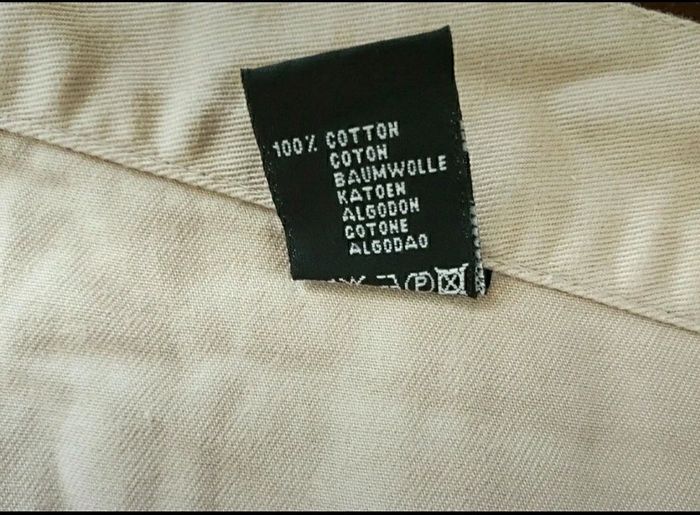 100% COTTON
COTON
BAUMWOLLE
KATOEN
ALGODON
COTONE
ALGODAO
P